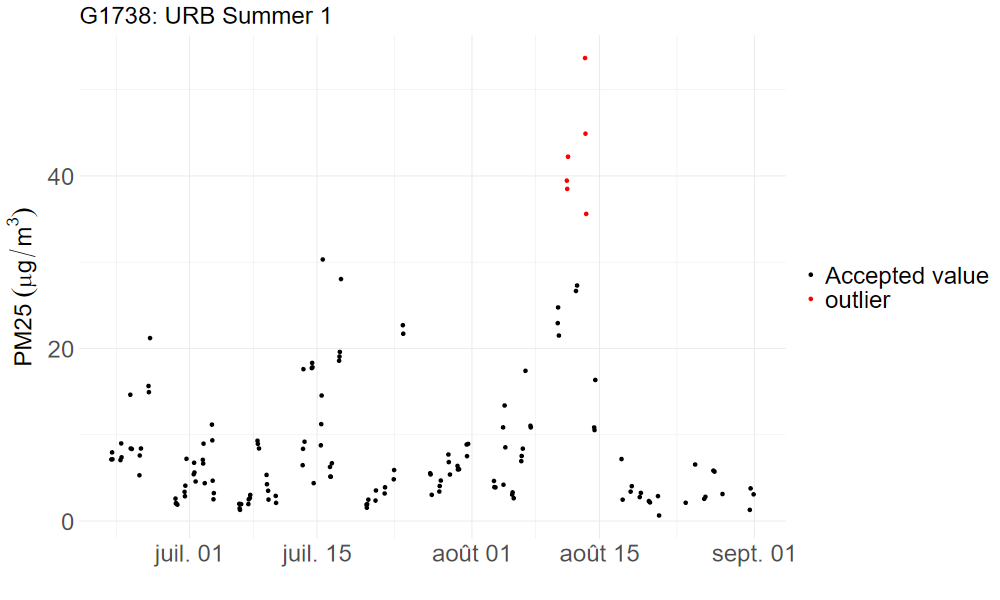 G1738: URB Summer 1
PM25 (μg/m³)
40
20
0
juil. 01
juil. 15
août 01
août 15
sept. 01
Accepted value
outlier